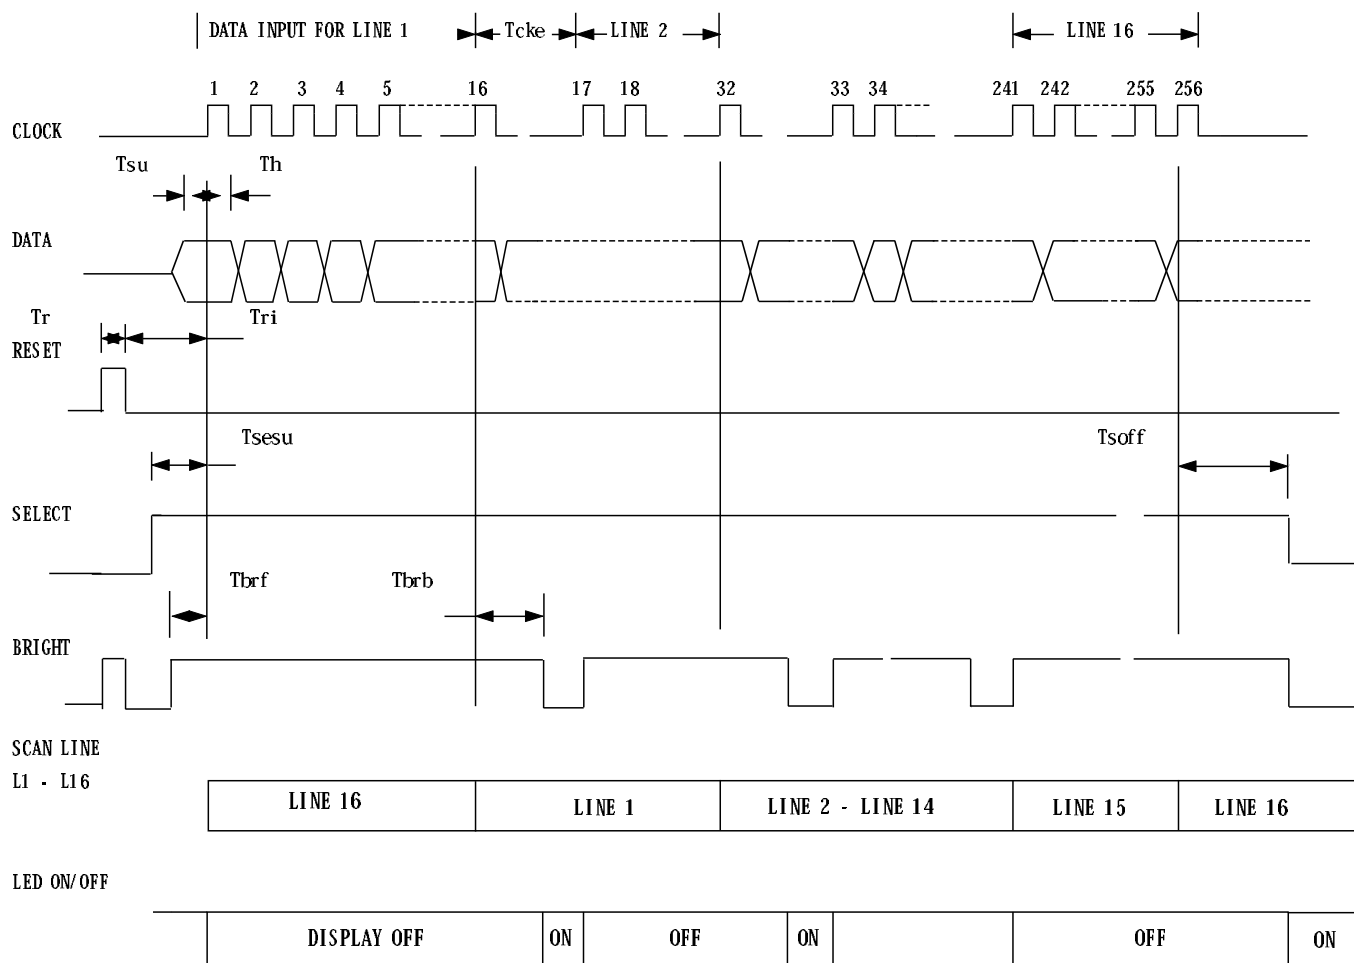 DATA INPUT FOR LINE 1 Tcke LINE 2 LINE 16
1 2 3 4 5 16 17 18 32 33 34 241 242 255 256
CLOCK
Tsu Th
DATA
Tr Tri
RESET
Tsesu Tsoff
SELECT
Tbrf Tbrb
BRIGHT
SCAN LINE
L1 - L16
LINE 16 LINE 1 LINE 2 - LINE 14 LINE 15 LINE 16
LED ON/OFF
DISPLAY OFF ON OFF ON OFF ON